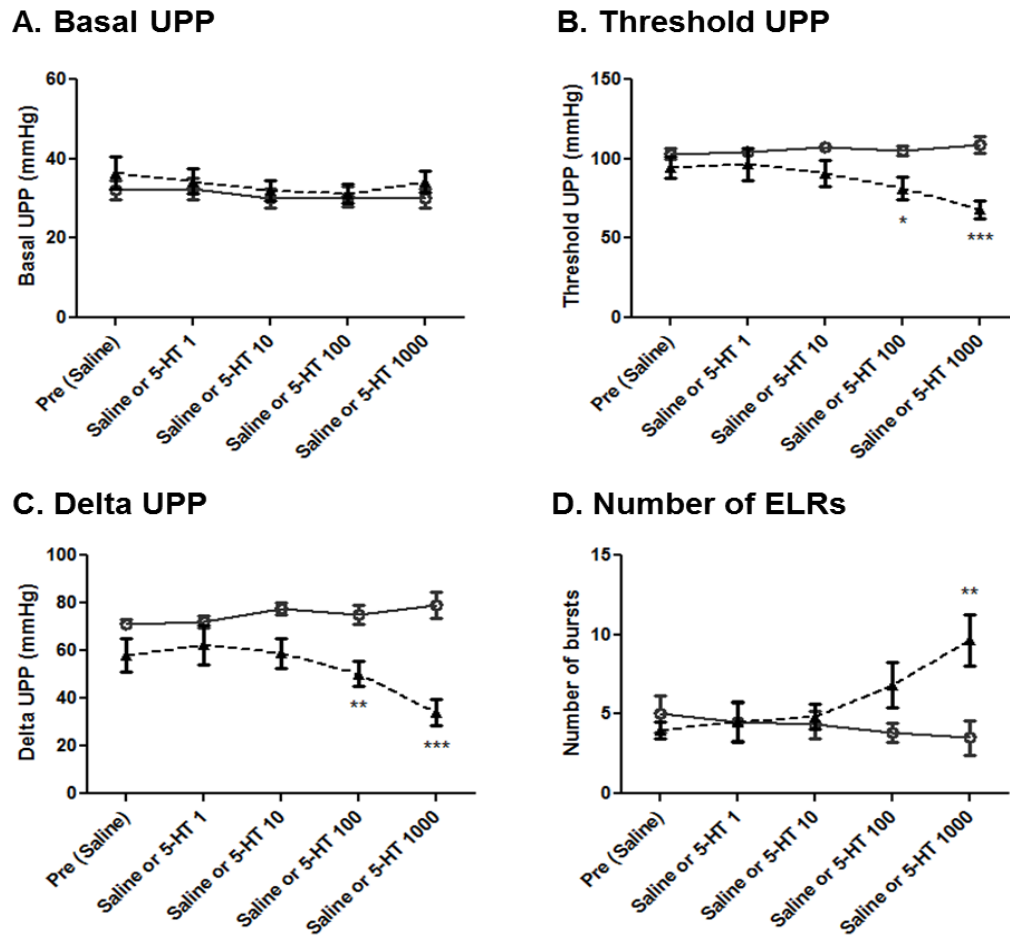 A. Basal UPP
60
40
20
0
Basal UPP (mmHg)
Pre (Saline)
Saline or 5-HT 1
Saline or 5-HT 10
Saline or 5-HT 100
Saline or 5-HT 1000
B. Threshold UPP
150
100
50
0
Threshold UPP (mmHg)
*
***
Pre (Saline)
Saline or 5-HT 1
Saline or 5-HT 10
Saline or 5-HT 100
Saline or 5-HT 1000
C. Delta UPP
100
80
60
40
20
0
Delta UPP (mmHg)
**
***
Pre (Saline)
Saline or 5-HT 1
Saline or 5-HT 10
Saline or 5-HT 100
Saline or 5-HT 1000
D. Number of ELRs
15
10
5
0
Number of bursts
**
Pre (Saline)
Saline or 5-HT 1
Saline or 5-HT 10
Saline or 5-HT 100
Saline or 5-HT 1000